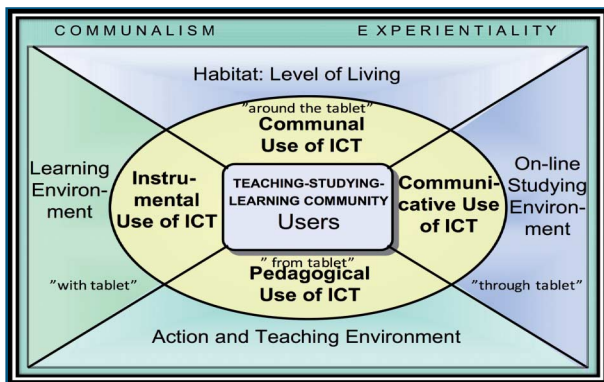 COMMUNALISM EXPERIENTIALITY
Habitat: Level of Living
"around the tablet"
Communal
Use of ICT
Learning
Environ-
ment
Instru-
mental
Use of ICT
TEACHING-STUDYING-
LEARNING COMMUNITY
Users
Communi-
cative Use
of ICT
On-line
Studying
Environ-
ment
" from tablet"
Pedagogical
Use of ICT
"with tablet"
"through tablet"
Action and Teaching Environment